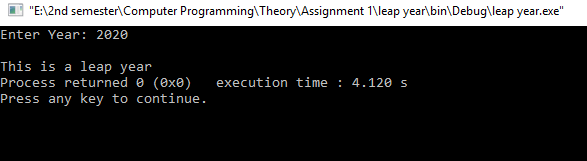 "E:\2nd semester\Computer Programming\Theory\Assignment 1\leap year\bin\Debug\leap year.exe"
Enter Year: 2020
This is a leap year
Process returned 0 (0x0)   execution time : 4.120 s
Press any key to continue.